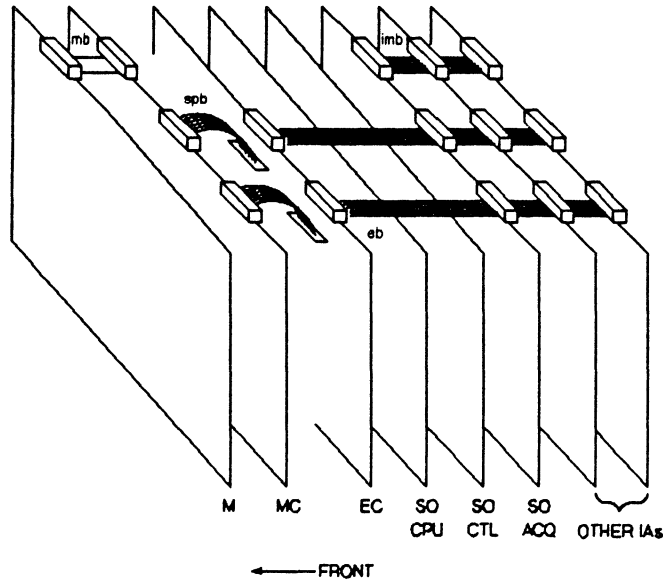 mb
imb
spb
eb
M MC EC SO SO SO
CPU CTL ACQ OTHER IAs
FRONT